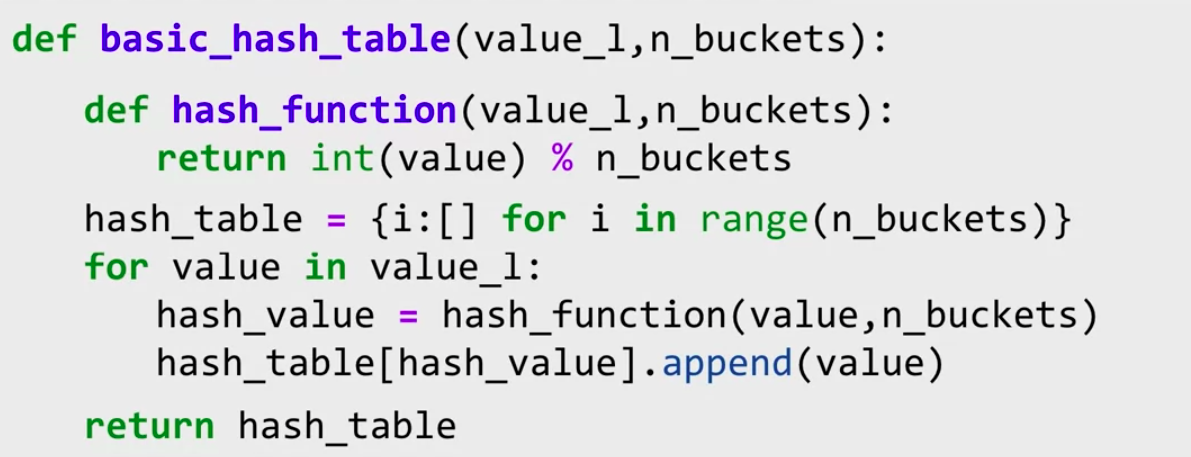 def basic_hash_table(value_l,n_buckets):
    def hash_function(value_l,n_buckets):
        return int(value) % n_buckets
    hash_table = {i:[] for i in range(n_buckets)}
    for value in value_l:
        hash_value = hash_function(value,n_buckets)
        hash_table[hash_value].append(value)
    return hash_table